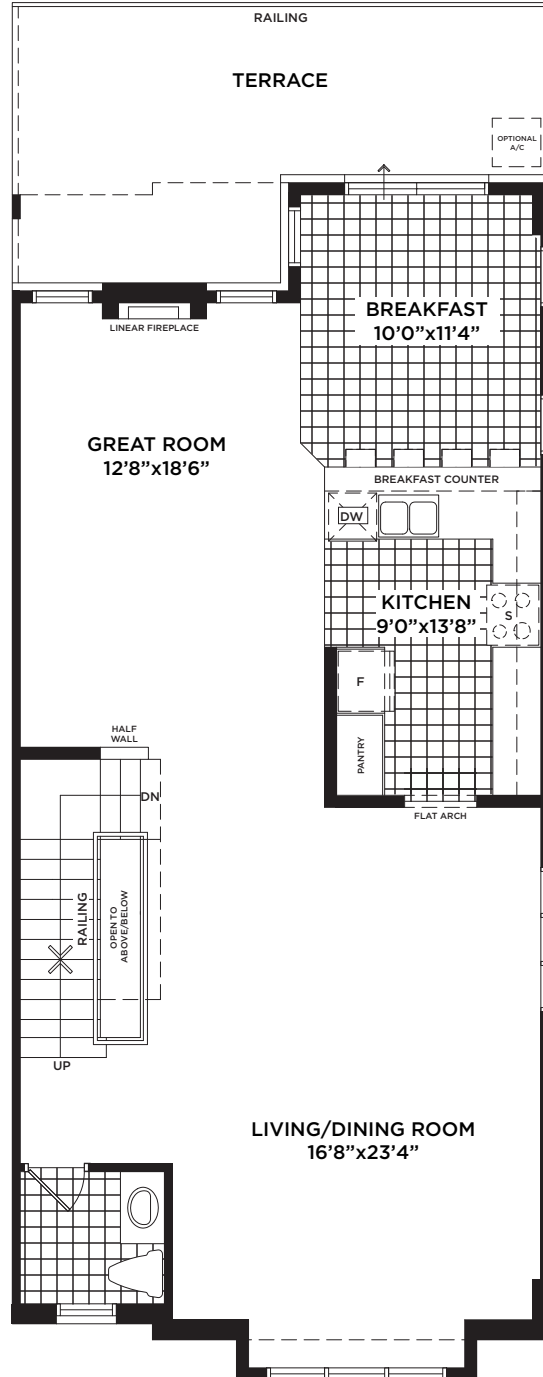 RAILING
TERRACE
OPTIONAL
A/C
BREAKFAST
10’0”x11’4”
LINEAR FIREPLACE
GREAT ROOM
12’8”x18’6”
BREAKFAST COUNTER
DW
KITCHEN
9’0”x13’8”
S
F
PANTRY
HALF
WALL
DN
FLAT ARCH
RAILING
OPEN TO
ABOVE/BELOW
UP
LIVING/DINING ROOM
16’8”x23’4”